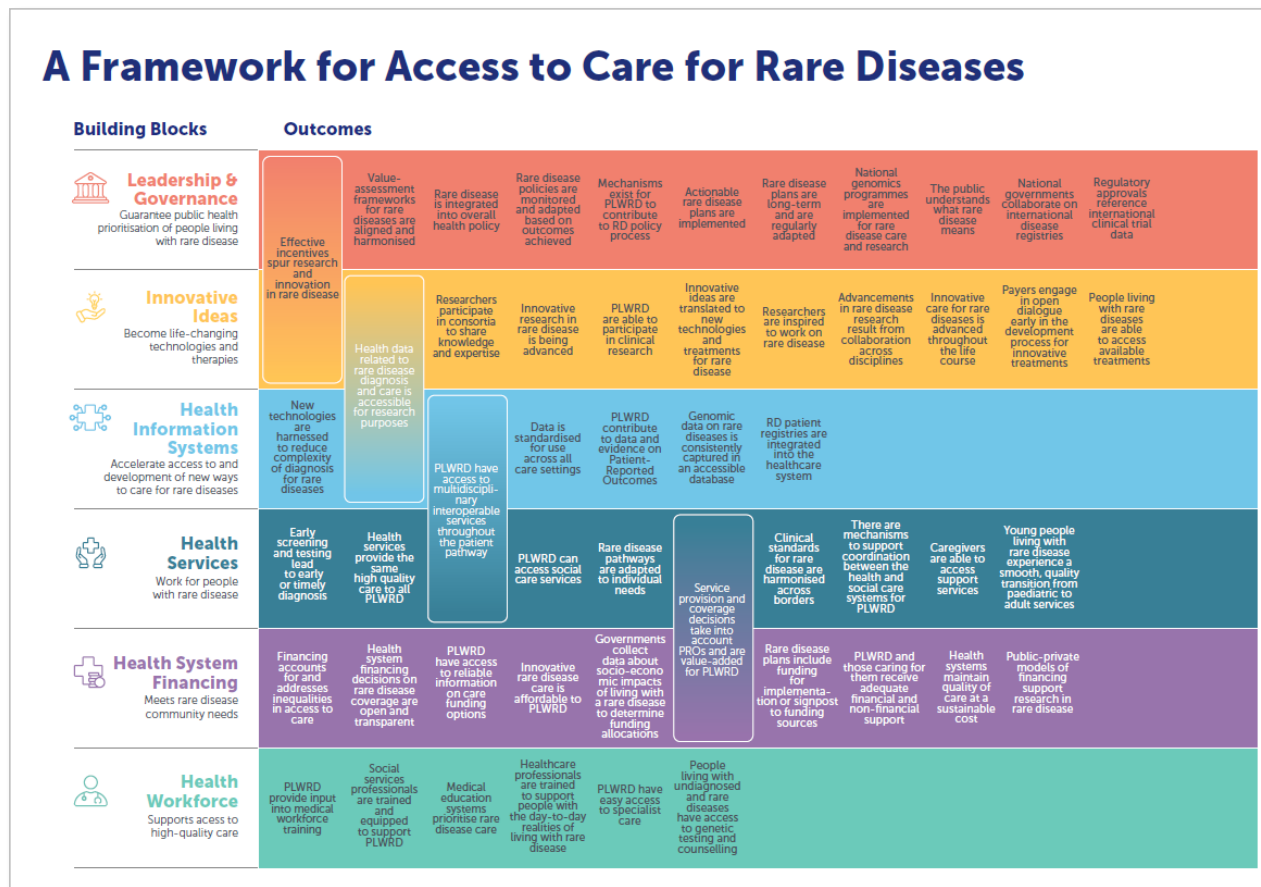 A Framework for Access to Care for Rare Diseases
Building Blocks
Outcomes
Leadership &
Governance
Guarantee public health
prioritisation of people living
with rare disease
Effective
incentives
spur research
and
innovation
in rare disease
Value-
assessment
frameworks
for rare
diseases are
aligned and
harmonised
Rare disease
is integrated
into overall
health policy
Rare disease
policies are
monitored
and adapted
based on
outcomes
achieved
Mechanisms
exist for
PLWRD to
contribute
to RD policy
process
Actionable
rare disease
plans are
implemented
Rare disease
plans are
long-term
and are
regularly
adapted
National
genomics
programmes
are
implemented
for rare
disease care
and research
The public
understands
what rare
disease
means
National
governments
collaborate on
international
disease
registries
Regulatory
approvals
reference
international
clinical trial
data
Innovative
Ideas
Become life-changing
technologies and
therapies
Health data
related to
rare disease
diagnosis
and care is
accessible
for research
purposes
Researchers
participate
in consortia
to share
knowledge
and expertise
Innovative
research in
rare disease
is being
advanced
PLWRD
are able to
participate
in clinical
research
Innovative
ideas are
translated to
new
technologies
and
treatments
for rare
disease
Researchers
are inspired
to work on
rare disease
Advancements
in rare disease
research
result from
collaboration
across
disciplines
Innovative
care for rare
diseases is
advanced
throughout
the life
course
Payers engage
in open
dialogue
early in the
development
process for
innovative
treatments
People living
with rare
diseases
are able
to access
available
treatments
Health
Information
Systems
Accelerate access to and
development of new ways
to care for rare diseases
New
technologies
are
harnessed
to reduce
complexity
of diagnosis
for rare
diseases
PLWRD have
access to
multidiscipli-
nary
interoperable
services
throughout
the patient
pathway
Data is
standardised
for use
across all
care settings
PLWRD
contribute
to data and
evidence on
Patient-
Reported
Outcomes
Genomic
data on rare
diseases is
consistently
captured in
an accessible
database
RD patient
registries are
integrated
into the
healthcare
system
Health
Services
Work for people
with rare disease
Early
screening
and testing
lead
to early
or timely
diagnosis
Health
services
provide the
same
high quality
care to all
PLWRD
PLWRD can
access social
care services
Rare disease
pathways
are adapted
to individual
needs
Service
provision and
coverage
decisions
take into
account
PROs and are
value-added
for PLWRD
Clinical
standards
for rare
disease are
harmonised
across
borders
There are
mechanisms
to support
coordination
between the
health and
social care
systems for
PLWRD
Caregivers
are able to
access
support
services
Young people
living with
rare disease
experience a
smooth, quality
transition from
paediatric to
adult services
Health System
Financing
Meets rare disease
community needs
Financing
accounts
for and
addresses
inequalities
in access to
care
Health
system
financing
decisions on
rare disease
coverage are
open and
transparent
PLWRD
have access
to reliable
information
on care
funding
options
Innovative
rare disease
care is
affordable to
PLWRD
Governments
collect
data about
socio-econo
mic impacts
of living with
a rare disease
to determine
funding
allocations
Rare disease
plans include
funding
for
implementa-
tion or signpost
to funding
sources
PLWRD and
those caring for
them receive
adequate
financial and
non-financial
support
Health
systems
maintain
quality of
care at a
sustainable
cost
Public-private
models of
financing
support
research in
rare disease
Health
Workforce
Supports acess to
high-quality care
PLWRD
provide input
into medical
workforce
training
Social
services
professionals
are trained
and
equipped
to support
PLWRD
Medical
education
systems
prioritise rare
disease care
Healthcare
professionals
are trained
to support
people with
the day-to-day
realities of
living with rare
disease
PLWRD have
easy access
to specialist
care
People
living with
undiagnosed
and rare
diseases
have access
to genetic
testing and
counselling